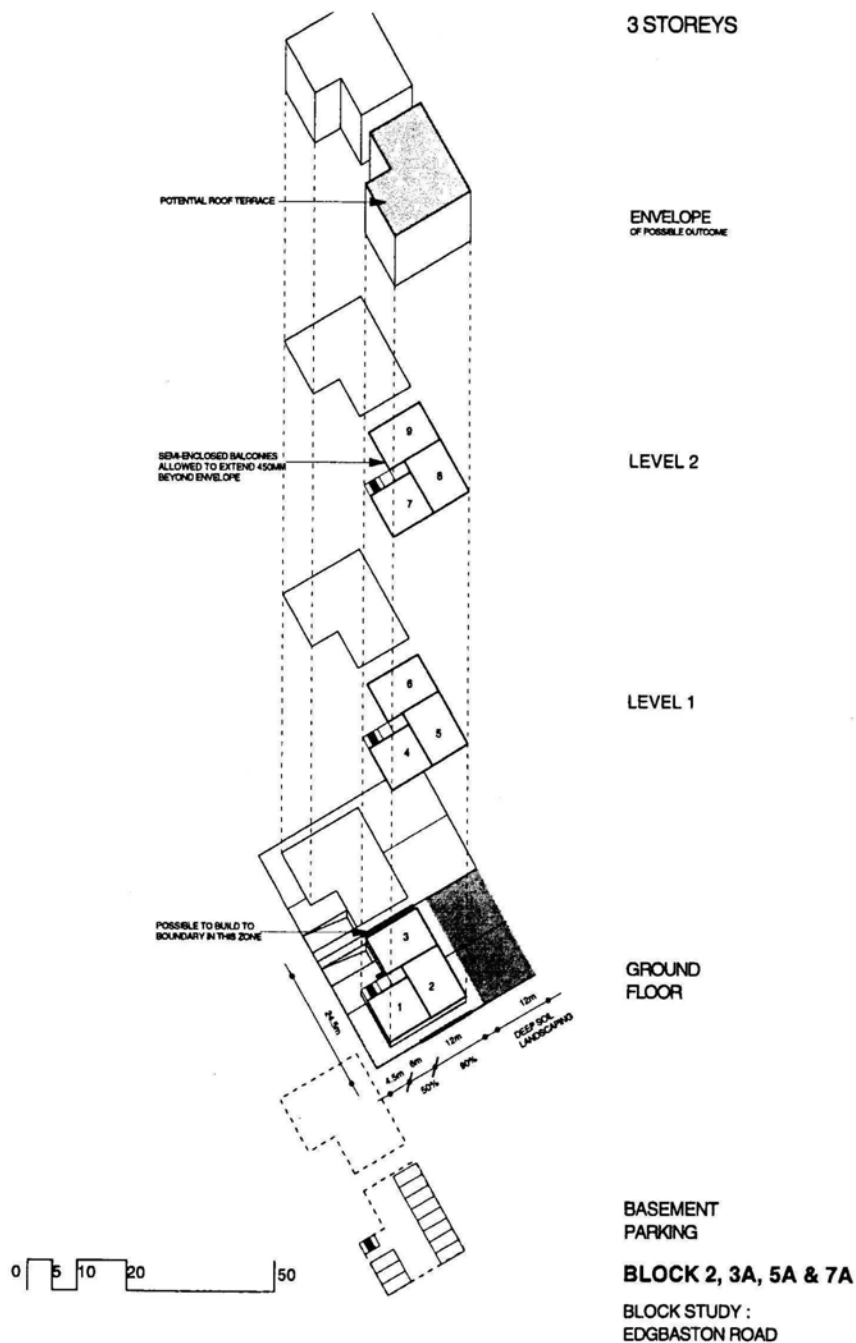 3 STOREYS
POTENTIAL ROOF TERRACE
ENVELOPE
OF POSSIBLE OUTCOME
9
SEMI-ENCLOSED BALCONIES
ALLOWED TO EXTEND 450MM
BEYOND ENVELOPE
8
7
LEVEL 2
6
5
4
LEVEL 1
POSSIBLE TO BUILD TO
BOUNDARY IN THIS ZONE
3
2
1
GROUND
FLOOR
24.5m
4.5m 6m 12m 12m
50% 90%
DEEP SOIL
LANDSCAPING
BASEMENT
PARKING
0 5 10 20 50
BLOCK 2, 3A, 5A & 7A
BLOCK STUDY :
EDGBASTON ROAD